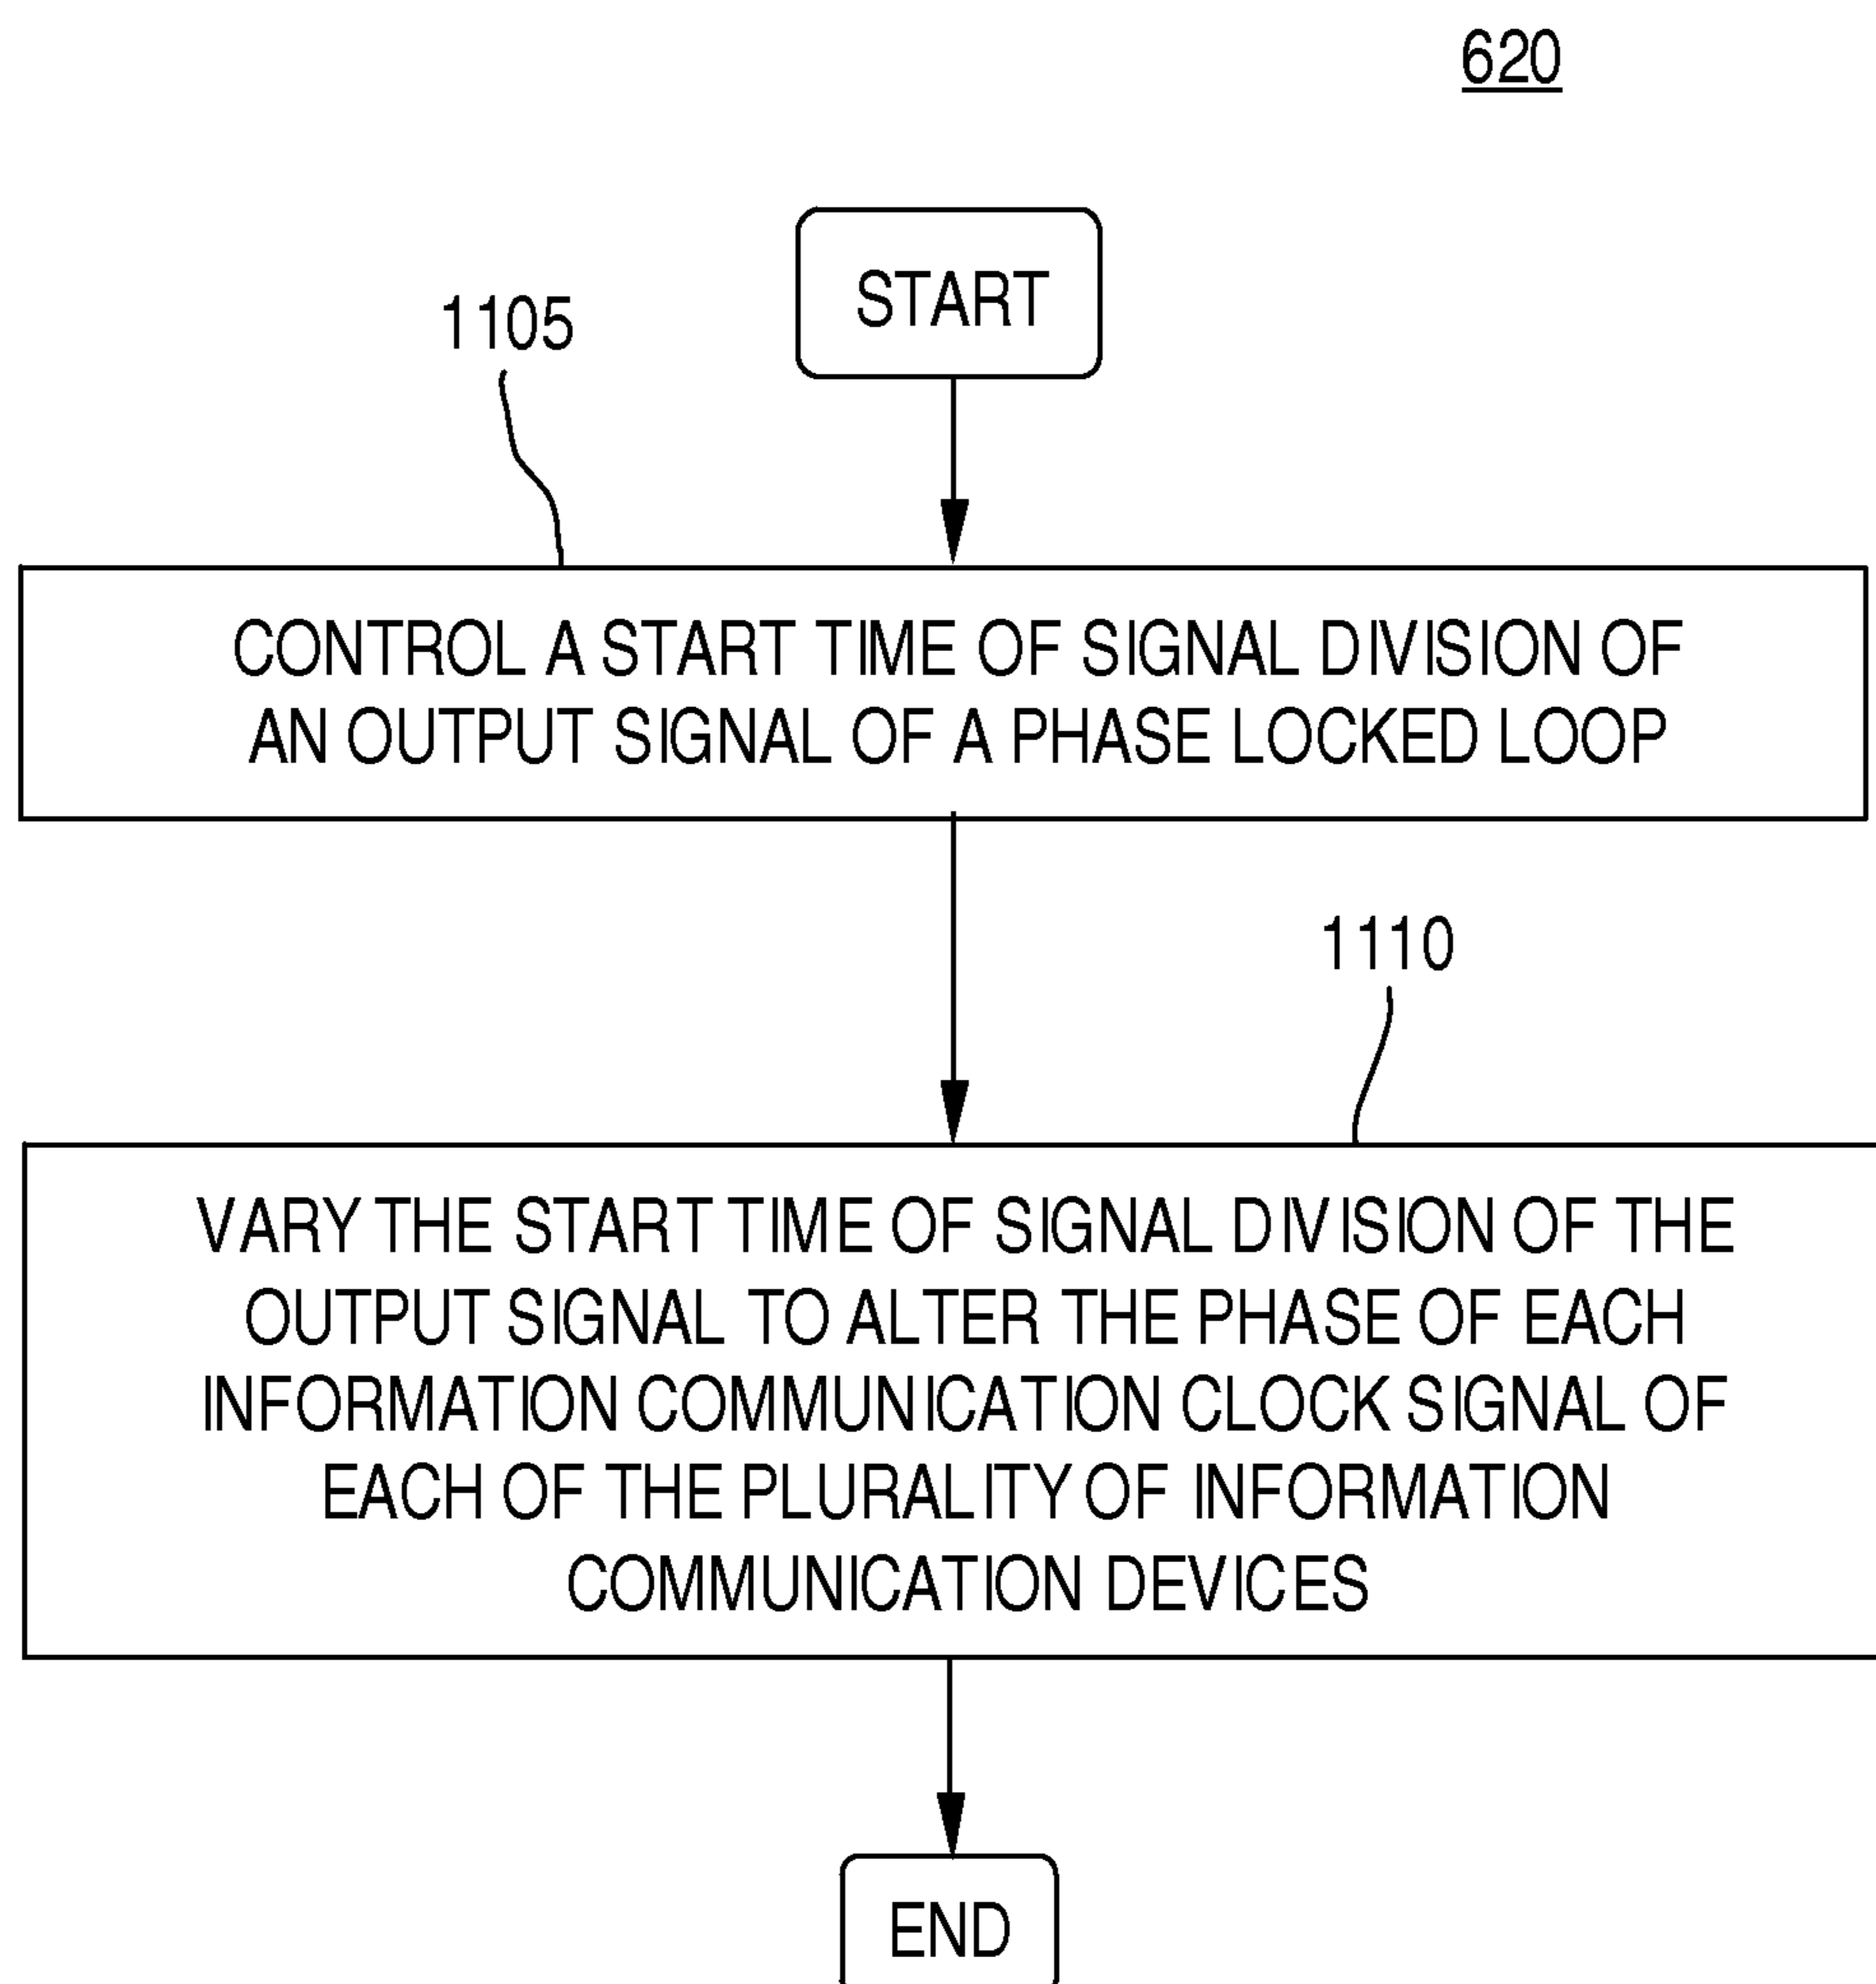 620
START
1105
CONTROL A START TIME OF SIGNAL DIVISION OF
AN OUTPUT SIGNAL OF A PHASE LOCKED LOOP
1110
VARY THE START TIME OF SIGNAL DIVISION OF THE
OUTPUT SIGNAL TO ALTER THE PHASE OF EACH
INFORMATION COMMUNICATION CLOCK SIGNAL OF
EACH OF THE PLURALITY OF INFORMATION
COMMUNICATION DEVICES
END